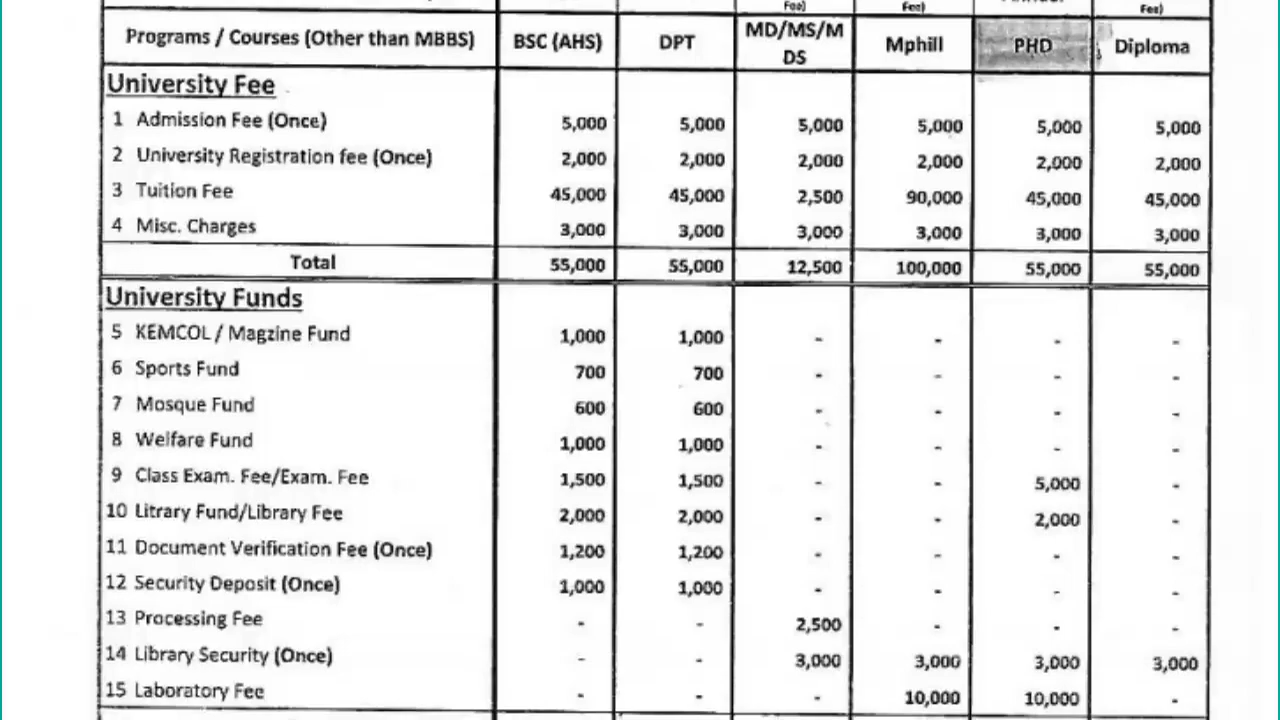 Fee) Fee) Fee)
Programs / Courses (Other than MBBS) BSC (AHS) DPT MD/MS/M DS Mphill PHD Diploma
University Fee
1 Admission Fee (Once) 5,000 5,000 5,000 5,000 5,000 5,000
2 University Registration fee (Once) 2,000 2,000 2,000 2,000 2,000 2,000
3 Tuition Fee 45,000 45,000 2,500 90,000 45,000 45,000
4 Misc. Charges 3,000 3,000 3,000 3,000 3,000 3,000
Total 55,000 55,000 12,500 100,000 55,000 55,000
University Funds
5 KEMCOL / Magzine Fund 1,000 1,000 - - - -
6 Sports Fund 700 700 - - - -
7 Mosque Fund 600 600 - - - -
8 Welfare Fund 1,000 1,000 - - - -
9 Class Exam. Fee/Exam. Fee 1,500 1,500 - - 5,000 -
10 Litrary Fund/Library Fee 2,000 2,000 - - 2,000 -
11 Document Verification Fee (Once) 1,200 1,200 - - - -
12 Security Deposit (Once) 1,000 1,000 - - - -
13 Processing Fee - - 2,500 - - -
14 Library Security (Once) - - 3,000 3,000 3,000 3,000
15 Laboratory Fee - - - 10,000 10,000 -